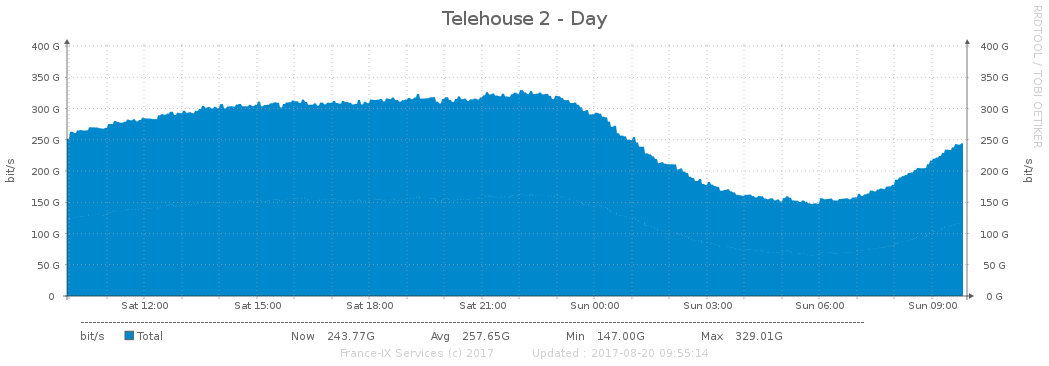 Telehouse 2 - Day
400 G 400 G
350 G 350 G
300 G 300 G
250 G 250 G
200 G 200 G
150 G 150 G
100 G 100 G
50 G 50 G
0 0 G
bit/s
bit/s
RRDTOOL / TOBI OETIKER
Sat 12:00 Sat 15:00 Sat 18:00 Sat 21:00 Sun 00:00 Sun 03:00 Sun 06:00 Sun 09:00
bit/s Total Now 243.77G Avg 257.65G Min 147.00G Max 329.01G
France-IX Services (c) 2017 Updated : 2017-08-20 09:55:14